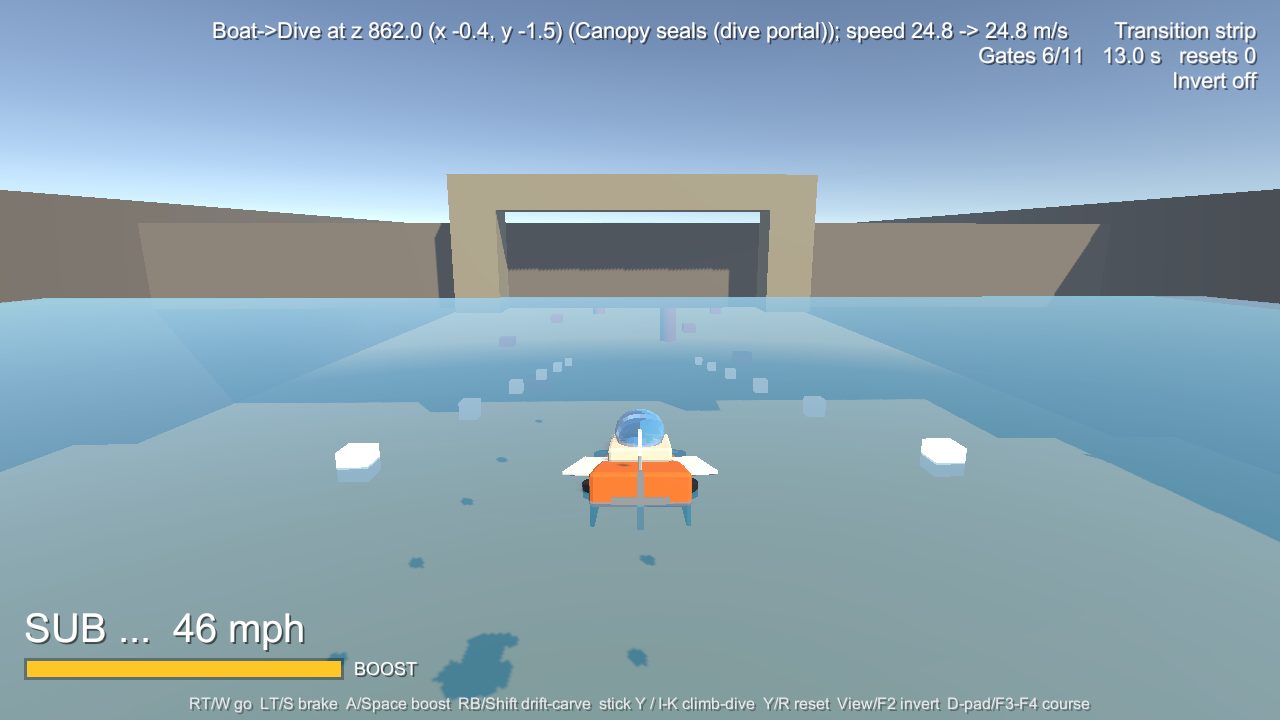 Boat->Dive at z 862.0 (x -0.4, y -1.5) (Canopy seals (dive portal)); speed 24.8 -> 24.8 m/s Transition strip
Gates 6/11 13.0 s resets 0
Invert off
SUB ... 46 mph
BOOST
RT/W go LT/S brake A/Space boost RB/Shift drift-carve stick Y / I-K climb-dive Y/R reset View/F2 invert D-pad/F3-F4 course